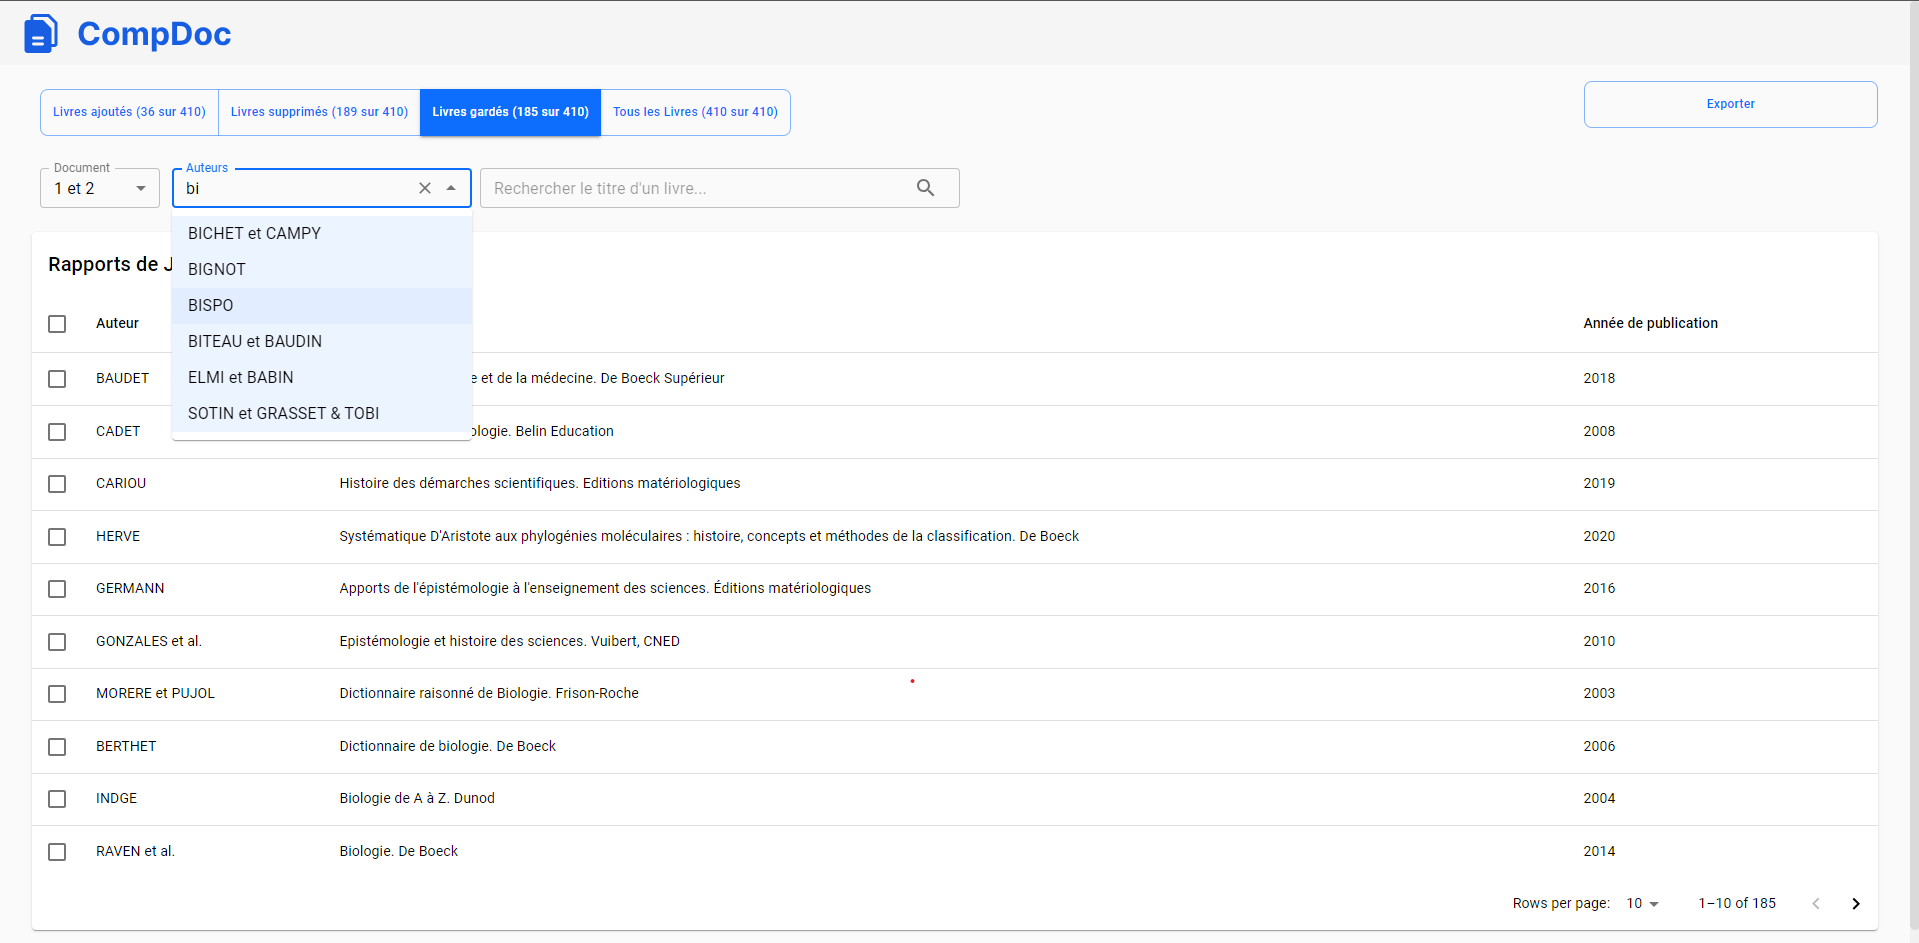 CompDoc
Livres ajoutés (36 sur 410) Livres supprimés (189 sur 410) Livres gardés (185 sur 410) Tous les Livres (410 sur 410) Exporter
Document Auteurs
1 et 2 bi Rechercher le titre d'un livre...
BICHET et CAMPY
BIGNOT
BISPO
BITEAU et BAUDIN
ELMI et BABIN
SOTIN et GRASSET & TOBI
Rapports de J
Auteur Année de publication
BAUDET e et de la médecine. De Boeck Supérieur 2018
CADET ologie. Belin Education 2008
CARIOU Histoire des démarches scientifiques. Editions matériologiques 2019
HERVE Systématique D'Aristote aux phylogénies moléculaires : histoire, concepts et méthodes de la classification. De Boeck 2020
GERMANN Apports de l'épistémologie à l'enseignement des sciences. Éditions matériologiques 2016
GONZALES et al. Epistémologie et histoire des sciences. Vuibert, CNED 2010
MORERE et PUJOL Dictionnaire raisonné de Biologie. Frison-Roche 2003
BERTHET Dictionnaire de biologie. De Boeck 2006
INDGE Biologie de A à Z. Dunod 2004
RAVEN et al. Biologie. De Boeck 2014
Rows per page: 10 1–10 of 185